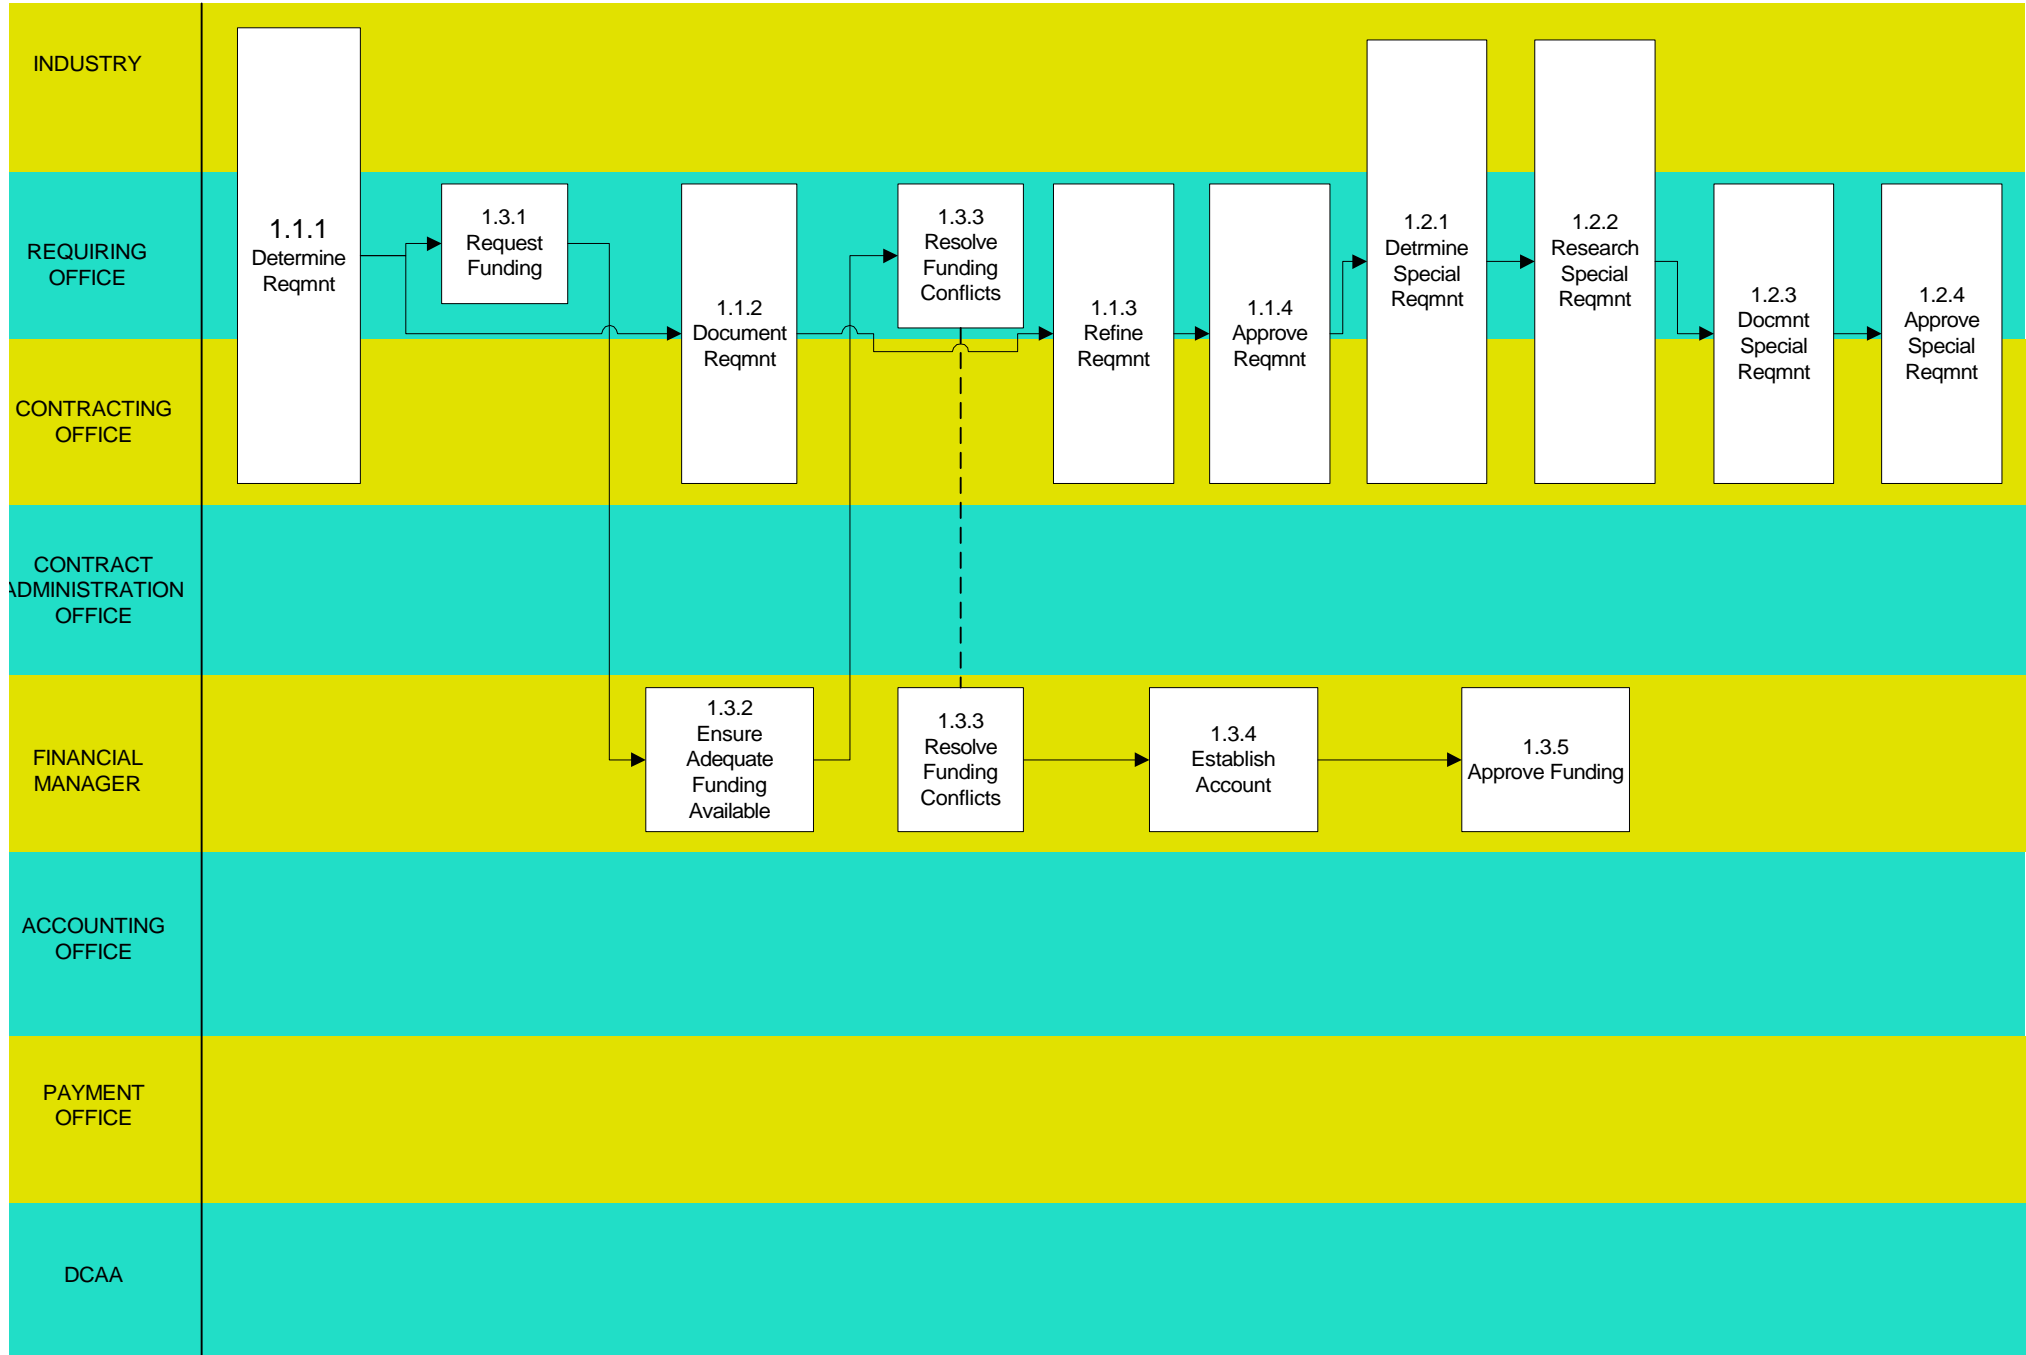 INDUSTRY
REQUIRING
OFFICE
CONTRACTING
OFFICE
CONTRACT
ADMINISTRATION
OFFICE
FINANCIAL
MANAGER
ACCOUNTING
OFFICE
PAYMENT
OFFICE
DCAA
1.1.1
Determine
Reqmnt
1.3.1
Request
Funding
1.1.2
Document
Reqmnt
1.3.3
Resolve
Funding
Conflicts
1.1.3
Refine
Reqmnt
1.1.4
Approve
Reqmnt
1.2.1
Detrmine
Special
Reqmnt
1.2.2
Research
Special
Reqmnt
1.2.3
Docmnt
Special
Reqmnt
1.2.4
Approve
Special
Reqmnt
1.3.2
Ensure
Adequate
Funding
Available
1.3.3
Resolve
Funding
Conflicts
1.3.4
Establish
Account
1.3.5
Approve Funding